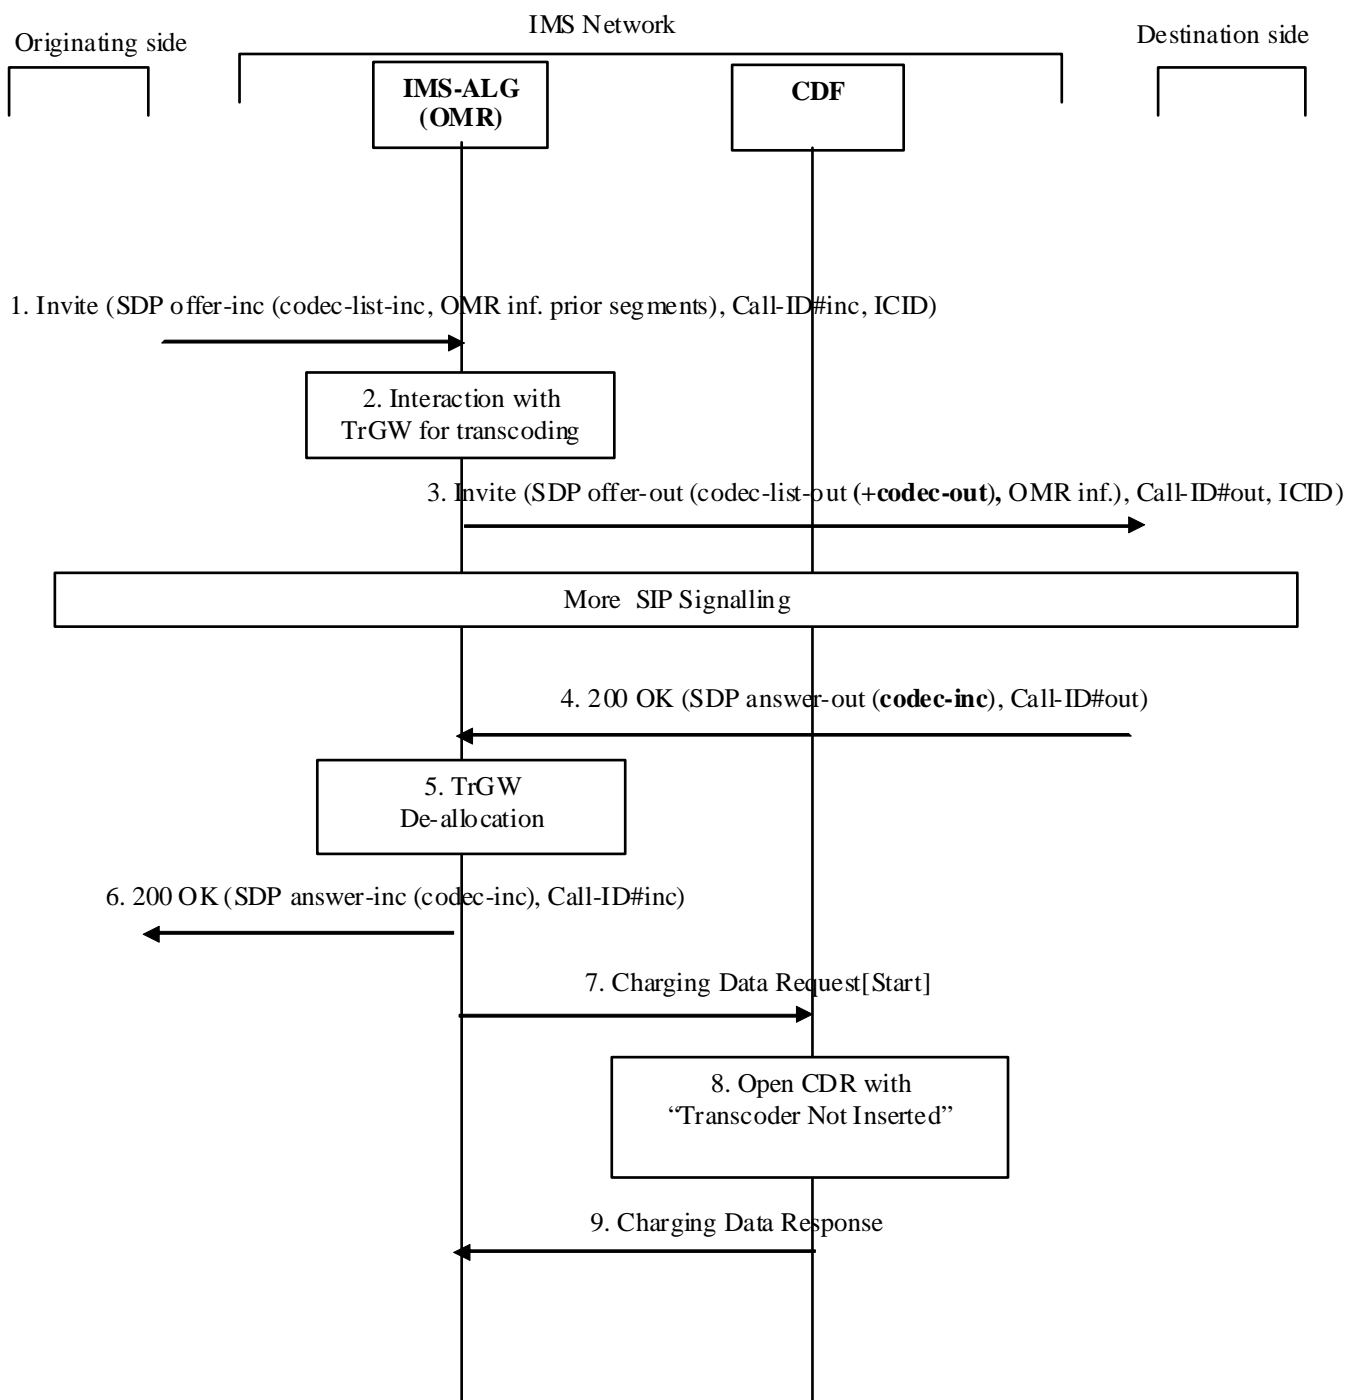 IMS Network
Originating side
Destination side
IMS-ALG
(OMR)
CDF
1. Invite (SDP offer-inc (codec-list-inc, OMR inf. prior segments), Call-ID#inc, ICID)
2. Interaction with
TrGW for transcoding
3. Invite (SDP offer-out (codec-list-out (+codec-out), OMR inf.), Call-ID#out, ICID)
More SIP Signalling
4. 200 OK (SDP answer-out (codec-inc), Call-ID#out)
5. TrGW
De-allocation
6. 200 OK (SDP answer-inc (codec-inc), Call-ID#inc)
7. Charging Data Request[Start]
8. Open CDR with
“Transcoder Not Inserted”
9. Charging Data Response